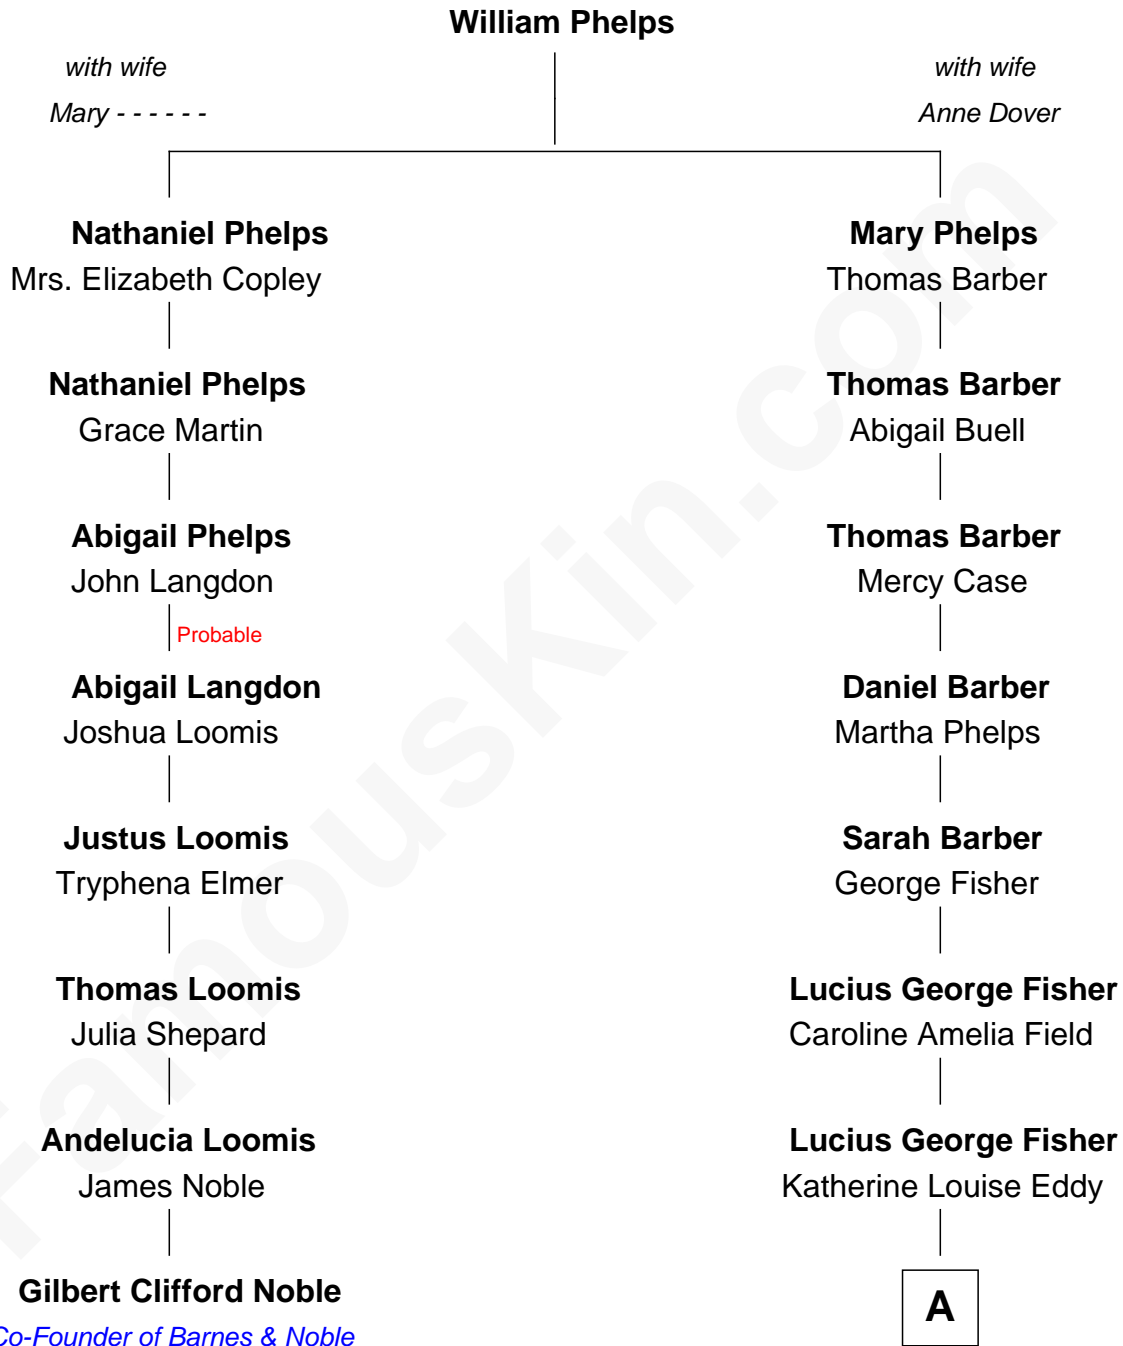 William Phelps
with wife
Mary - - - - - -
with wife
Anne Dover
Nathaniel Phelps
Mrs. Elizabeth Copley
Mary Phelps
Thomas Barber
Nathaniel Phelps
Grace Martin
Thomas Barber
Abigail Buell
Abigail Phelps
John Langdon
Thomas Barber
Mercy Case
Probable
Abigail Langdon
Joshua Loomis
Daniel Barber
Martha Phelps
Justus Loomis
Tryphena Elmer
Sarah Barber
George Fisher
Thomas Loomis
Julia Shepard
Lucius George Fisher
Caroline Amelia Field
Andelucia Loomis
James Noble
Lucius George Fisher
Katherine Louise Eddy
Gilbert Clifford Noble
Co-Founder of Barnes & Noble
A
FamousKin.com